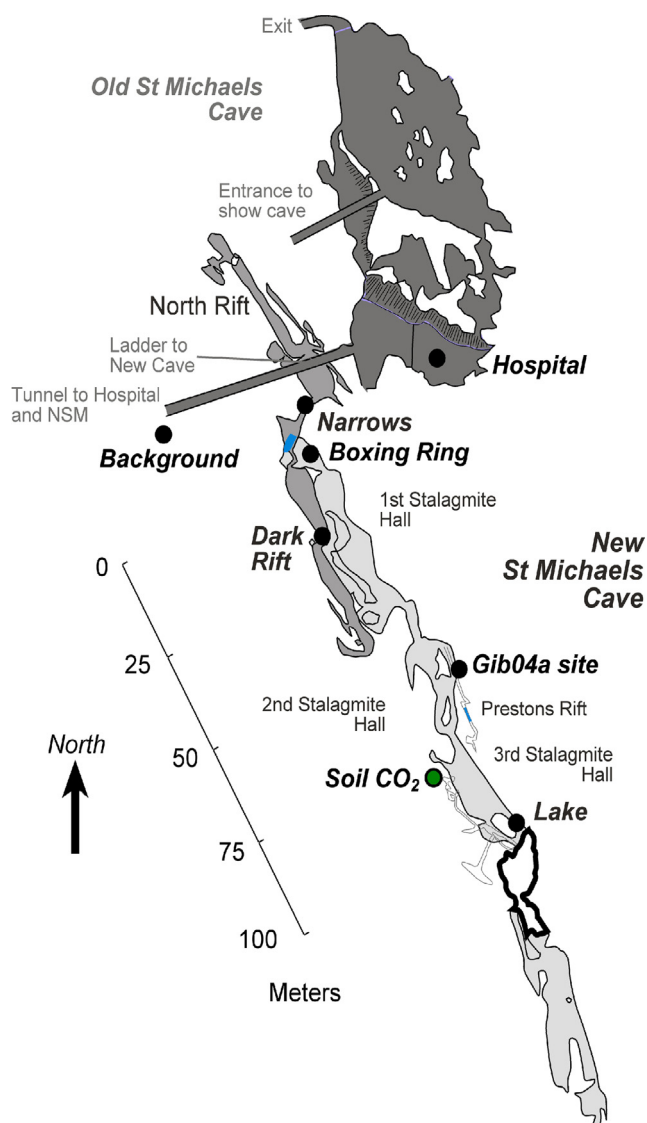 Exit
Old St Michaels
Cave
Entrance to
show cave
North Rift
Ladder to
New Cave
Hospital
Tunnel to Hospital
and NSM
Narrows
Background
Boxing Ring
1st Stalagmite
Hall
Dark
Rift
New
St Michaels
Cave
0
25
Gib04a site
2nd Stalagmite
Hall
Prestons Rift
North
50
3rd Stalagmite
Hall
Soil CO₂
Lake
75
100
Meters